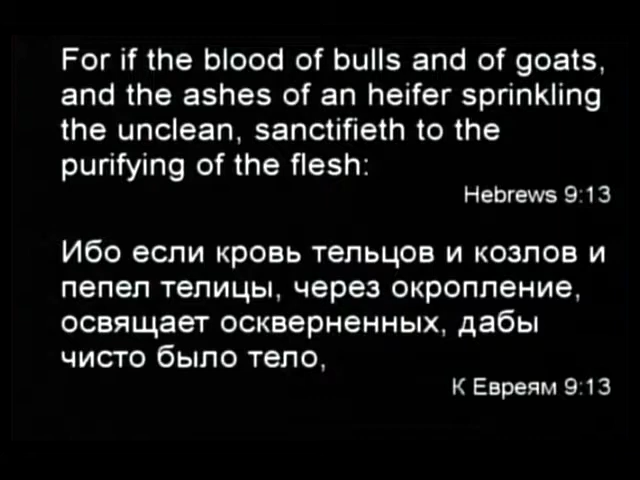 For if the blood of bulls and of goats,
and the ashes of an heifer sprinkling
the unclean, sanctifieth to the
purifying of the flesh:
Hebrews 9:13
Ибо если кровь тельцов и козлов и
пепел телицы, через окропление,
освящает оскверненных, дабы
чисто было тело,
К Евреям 9:13